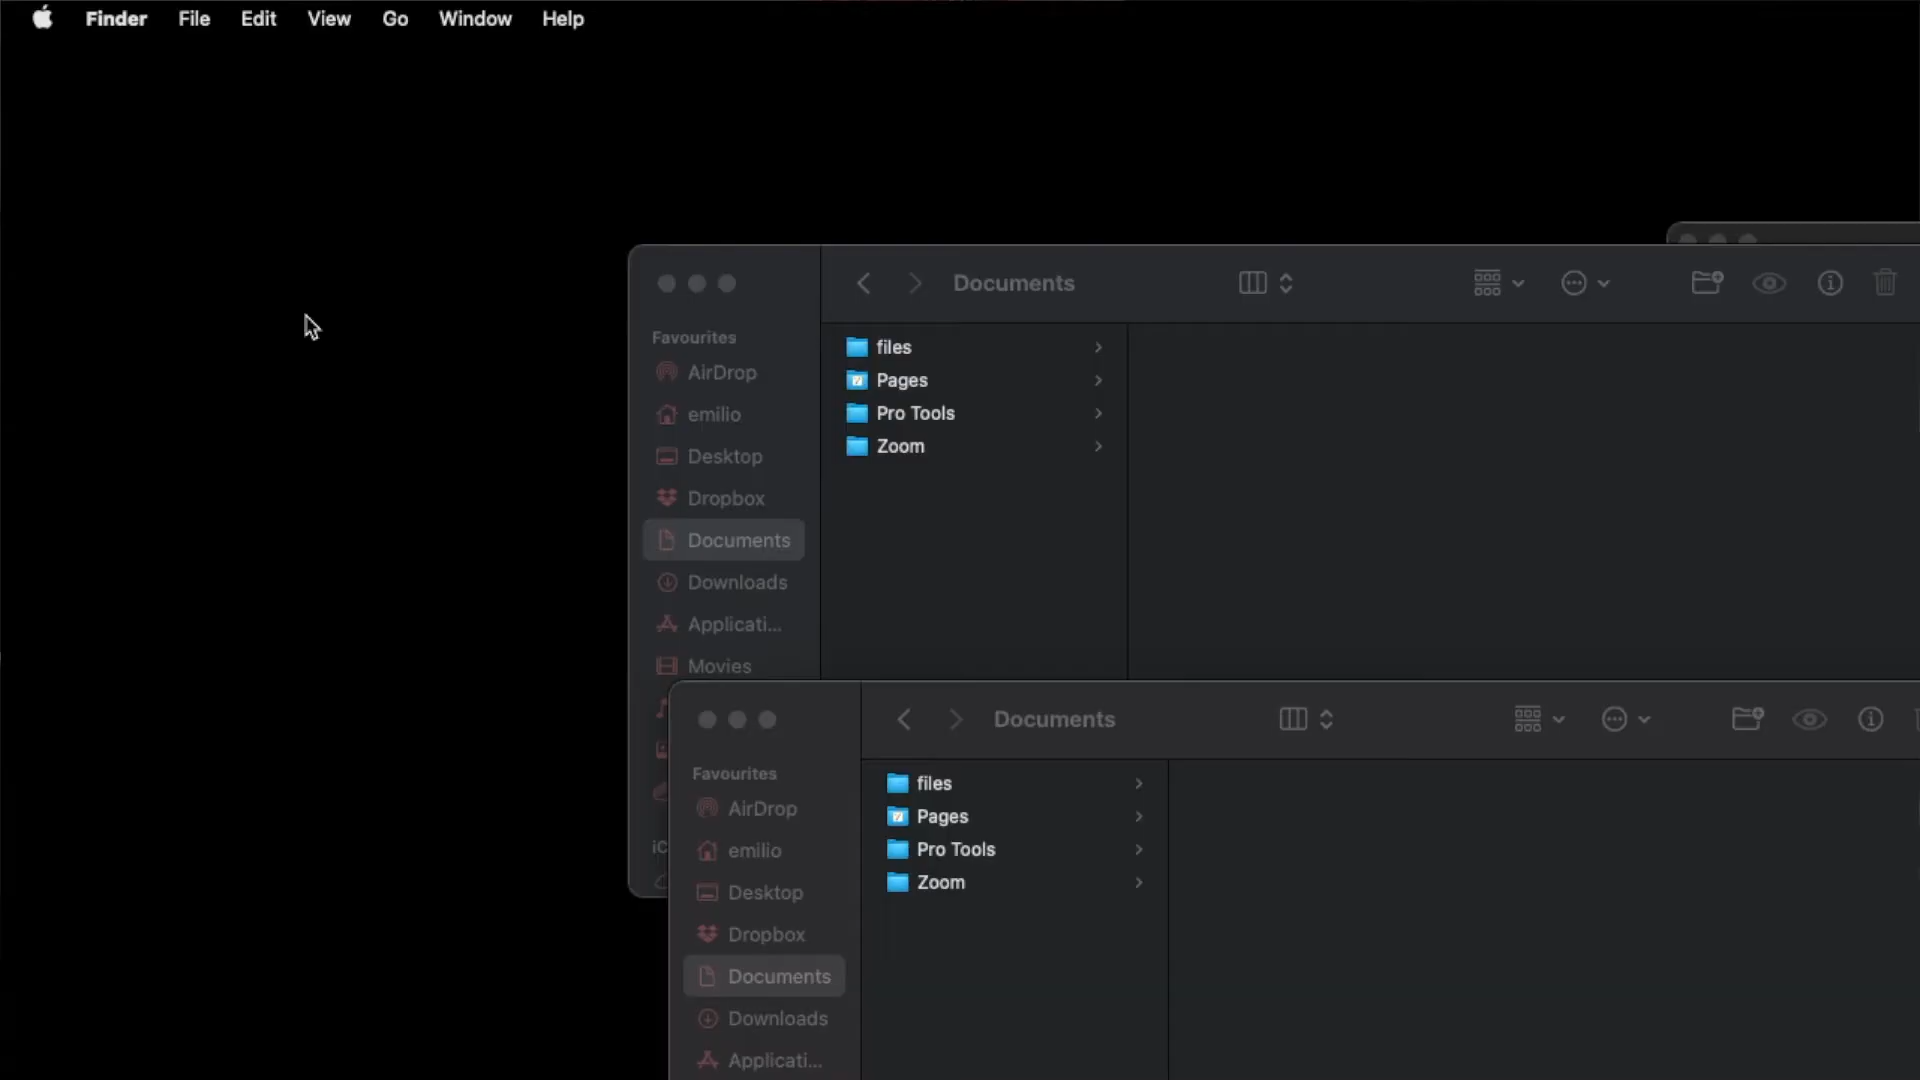 Finder File Edit View Go Window Help
Documents
Favourites
AirDrop
emilio
Desktop
Dropbox
Documents
Downloads
Applicati...
Movies
iC
files
Pages
Pro Tools
Zoom
Documents
Favourites
AirDrop
emilio
Desktop
Dropbox
Documents
Downloads
Applicati...
files
Pages
Pro Tools
Zoom